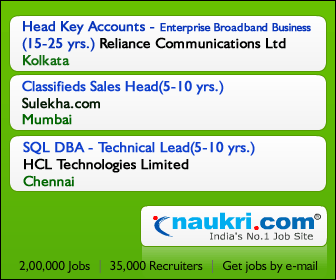 Head Key Accounts - Enterprise Broadband Business
(15-25 yrs.) Reliance Communications Ltd
Kolkata
Classifieds Sales Head(5-10 yrs.)
Sulekha.com
Mumbai
SQL DBA - Technical Lead(5-10 yrs.)
HCL Technologies Limited
Chennai
naukri.com®
India's No.1 Job Site
2,00,000 Jobs | 35,000 Recruiters | Get jobs by e-mail